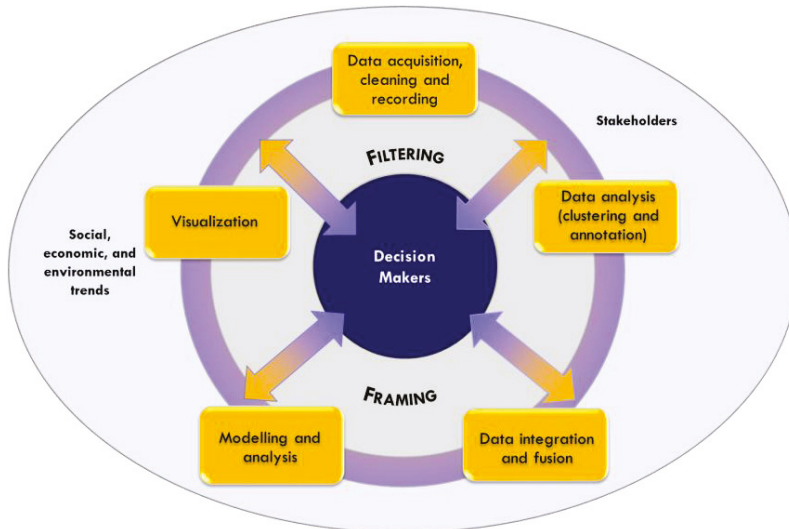 Data acquisition,
cleaning and
recording
Stakeholders
FILTERING
Visualization
Data analysis
(clustering and
annotation)
Social,
economic, and
environmental
trends
Decision
Makers
FRAMING
Modelling and
analysis
Data integration
and fusion